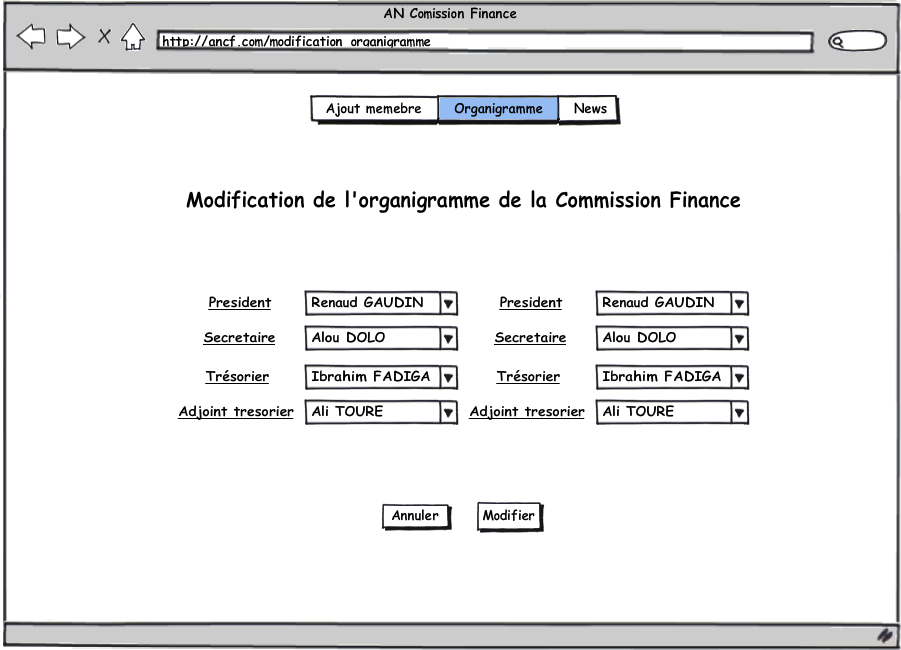 AN Comission Finance
http://ancf.com/modification_organigramme
Ajout memebre Organigramme News
Modification de l'organigramme de la Commission Finance
President Renaud GAUDIN President Renaud GAUDIN
Secretaire Alou DOLO Secretaire Alou DOLO
Trésorier Ibrahim FADIGA Trésorier Ibrahim FADIGA
Adjoint tresorier Ali TOURE Adjoint tresorier Ali TOURE
Annuler Modifier